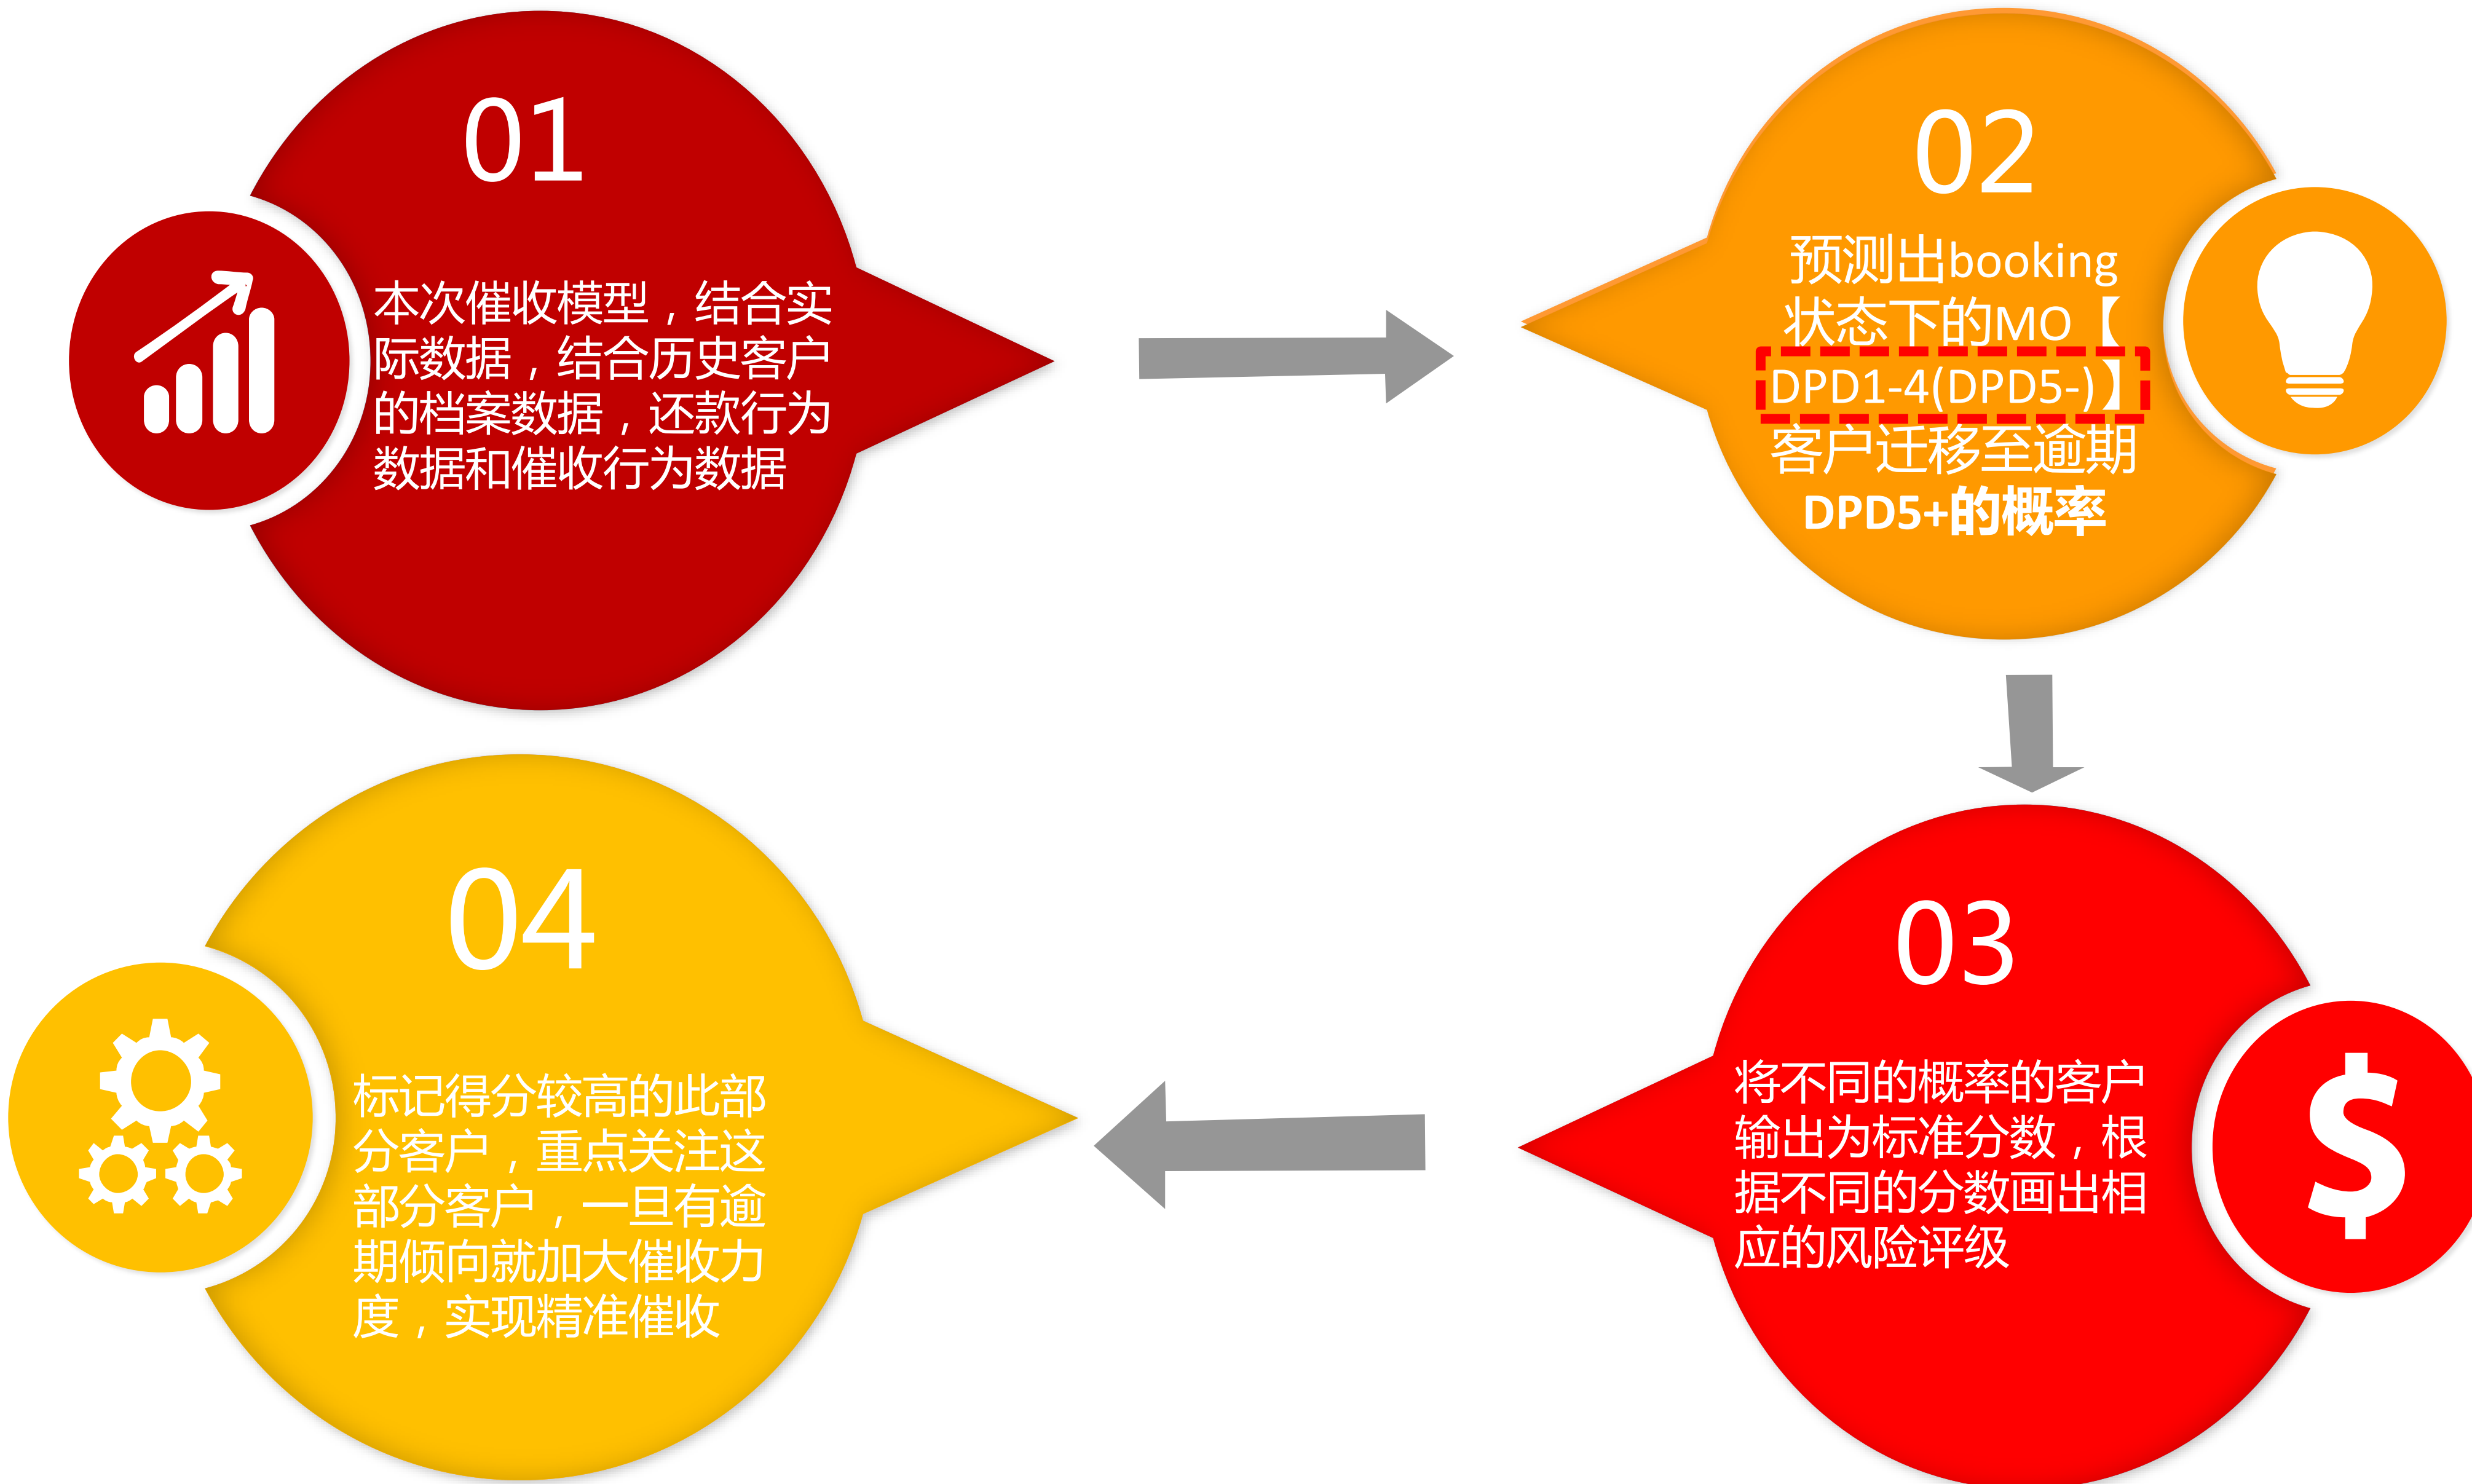 01
本次催收模型，结合实
际数据，结合历史客户
的档案数据，还款行为
数据和催收行为数据
02
预测出booking
状态下的MO【
DPD1-4(DPD5-)】
客户迁移至逾期
DPD5+的概率
03
将不同的概率的客户
输出为标准分数，根
据不同的分数画出相
应的风险评级
04
标记得分较高的此部
分客户，重点关注这
部分客户，一旦有逾
期倾向就加大催收力
度，实现精准催收